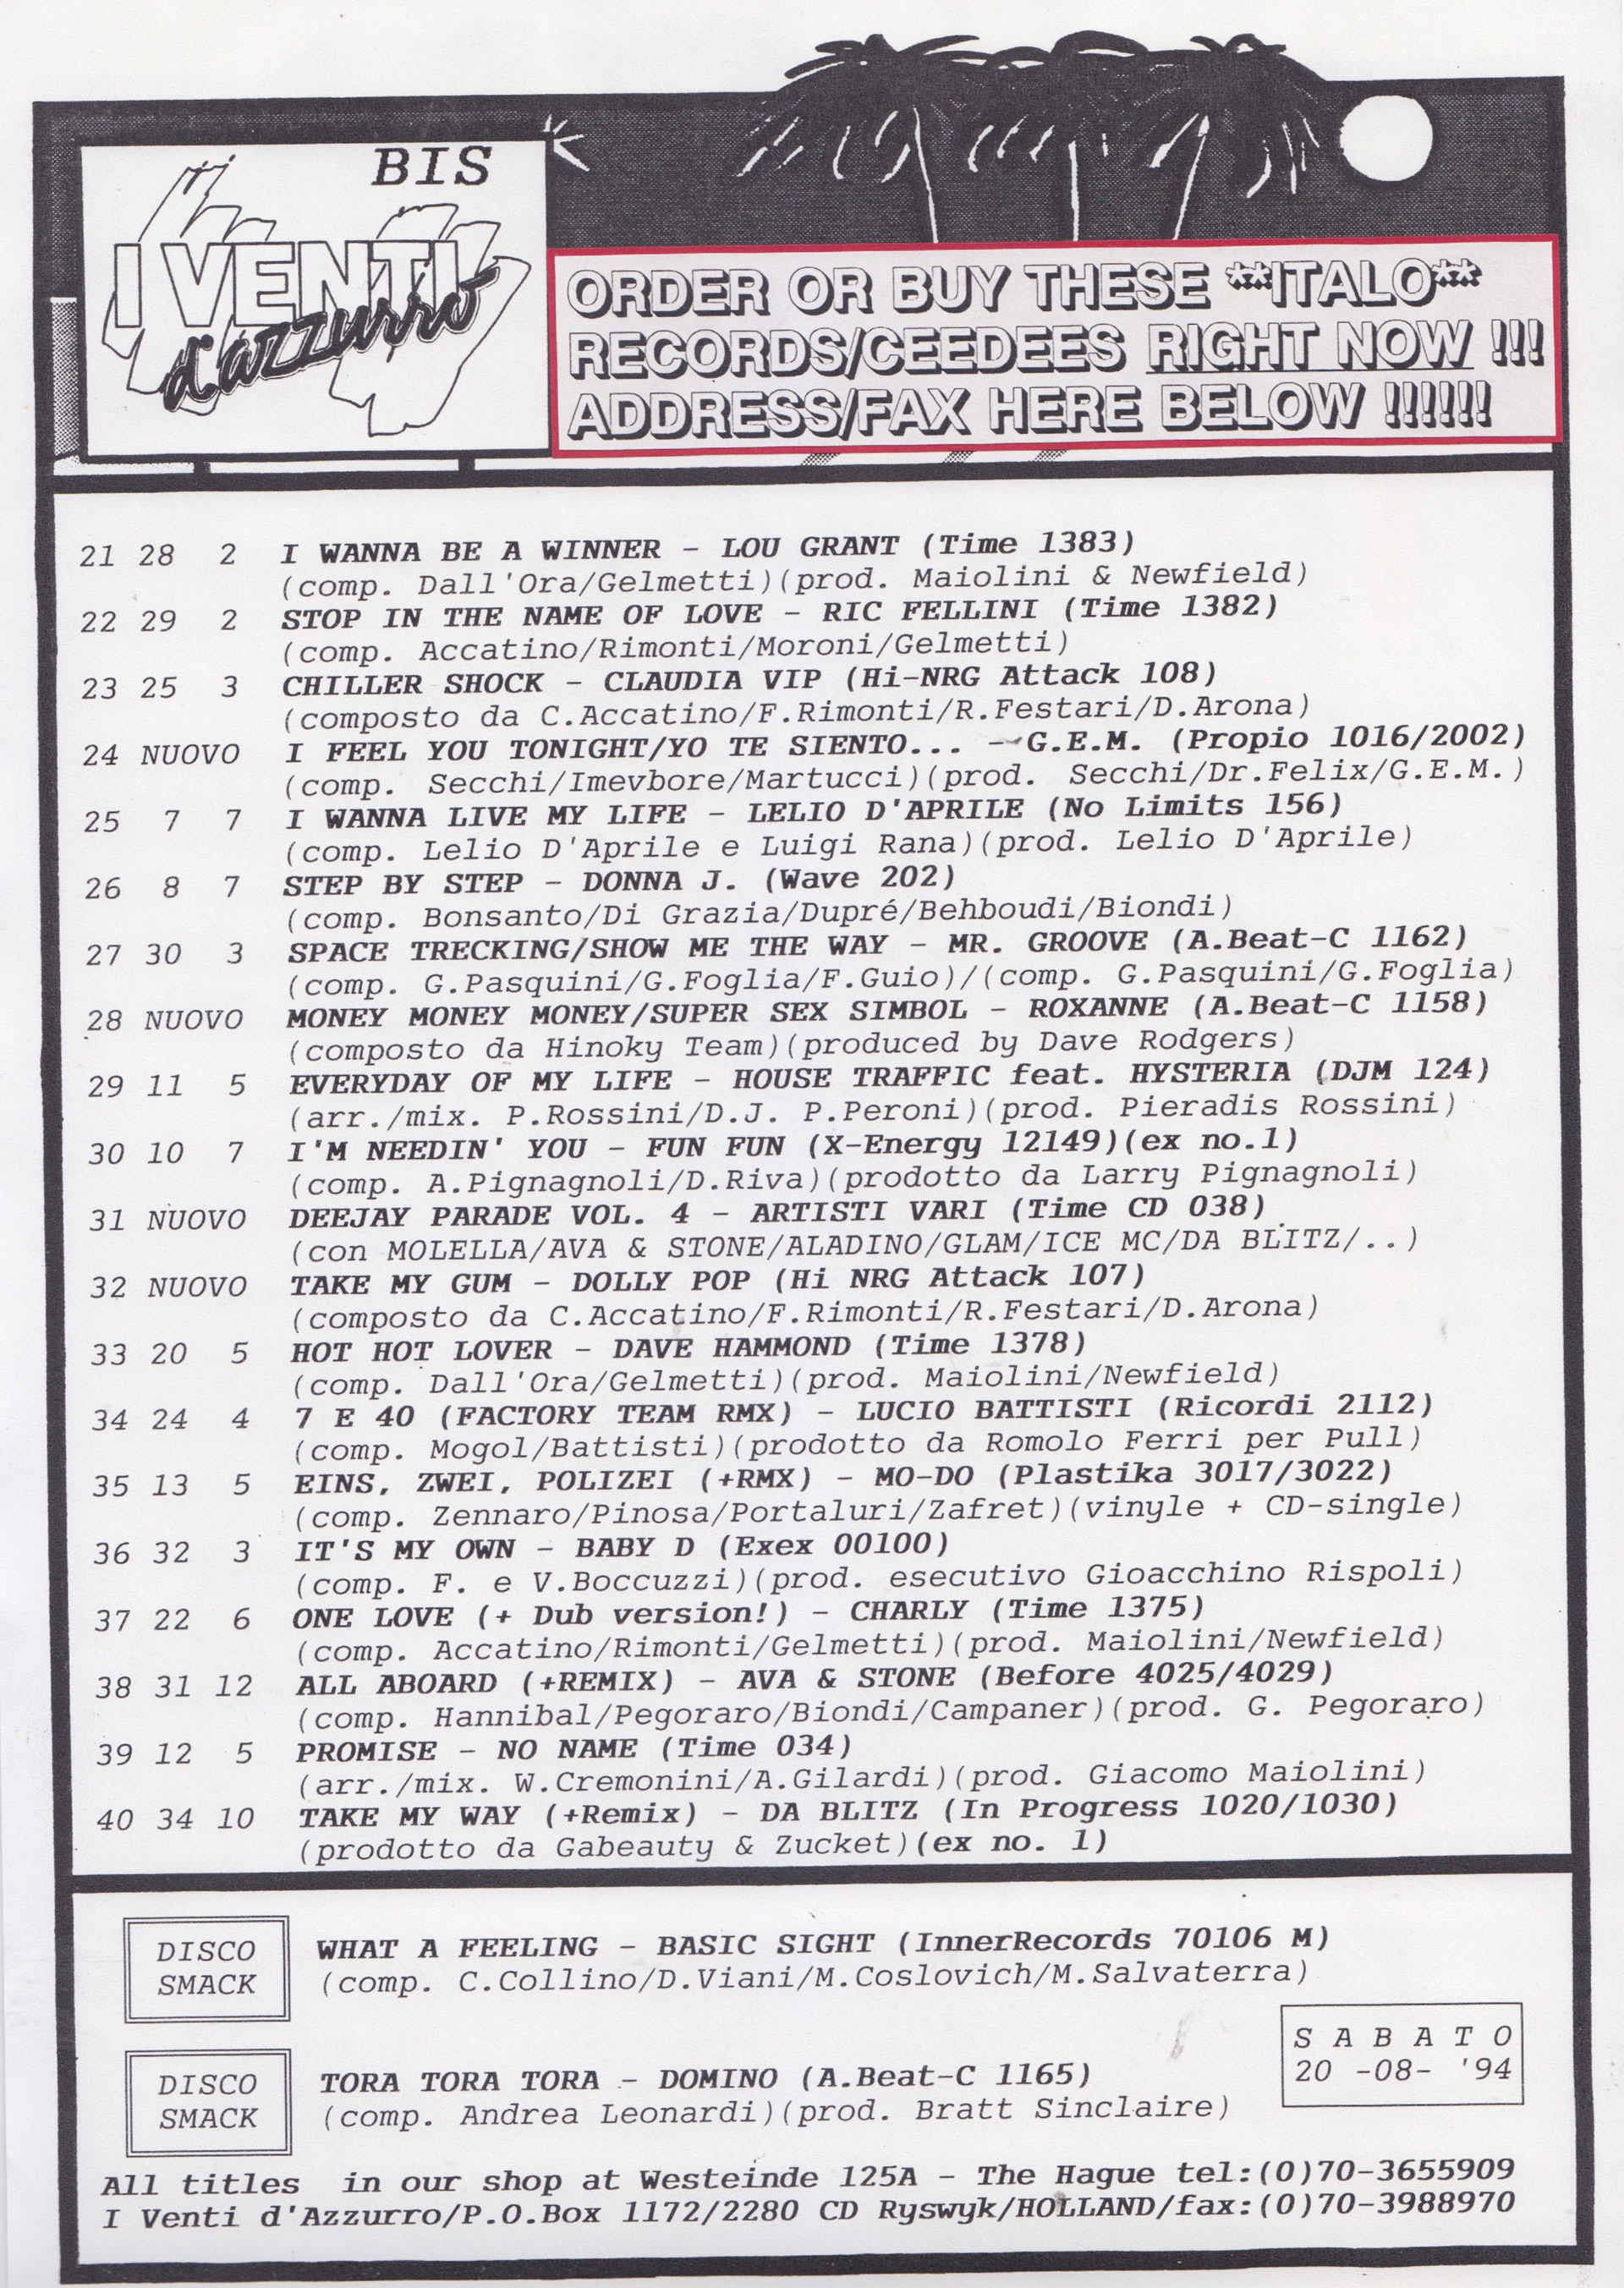 BIS
I VENTI
d'azzurro
ORDER OR BUY THESE **ITALO**
RECORDS/CEEDEES RIGHT NOW !!!
ADDRESS/FAX HERE BELOW !!!!!!
21 28 2 I WANNA BE A WINNER - LOU GRANT (Time 1383)
(comp. Dall'Ora/Gelmetti)(prod. Maiolini & Newfield)
22 29 2 STOP IN THE NAME OF LOVE - RIC FELLINI (Time 1382)
(comp. Accatino/Rimonti/Moroni/Gelmetti)
23 25 3 CHILLER SHOCK - CLAUDIA VIP (Hi-NRG Attack 108)
(composto da C.Accatino/F.Rimonti/R.Festari/D.Arona)
24 NUOVO I FEEL YOU TONIGHT/YO TE SIENTO... - G.E.M. (Propio 1016/2002)
(comp. Secchi/Imevbore/Martucci)(prod. Secchi/Dr.Felix/G.E.M.)
25 7 7 I WANNA LIVE MY LIFE - LELIO D'APRILE (No Limits 156)
(comp. Lelio D'Aprile e Luigi Rana)(prod. Lelio D'Aprile)
26 8 7 STEP BY STEP - DONNA J. (Wave 202)
(comp. Bonsanto/Di Grazia/Dupré/Behboudi/Biondi)
27 30 3 SPACE TRECKING/SHOW ME THE WAY - MR. GROOVE (A.Beat-C 1162)
(comp. G.Pasquini/G.Foglia/F.Guio)/(comp. G.Pasquini/G.Foglia)
28 NUOVO MONEY MONEY MONEY/SUPER SEX SIMBOL - ROXANNE (A.Beat-C 1158)
(composto da Hinoky Team)(produced by Dave Rodgers)
29 11 5 EVERYDAY OF MY LIFE - HOUSE TRAFFIC feat. HYSTERIA (DJM 124)
(arr./mix. P.Rossini/D.J. P.Peroni)(prod. Pieradis Rossini)
30 10 7 I'M NEEDIN' YOU - FUN FUN (X-Energy 12149)(ex no.1)
(comp. A.Pignagnoli/D.Riva)(prodotto da Larry Pignagnoli)
31 NUOVO DEEJAY PARADE VOL. 4 - ARTISTI VARI (Time CD 038)
(con MOLELLA/AVA & STONE/ALADINO/GLAM/ICE MC/DA BLITZ/..)
32 NUOVO TAKE MY GUM - DOLLY POP (Hi NRG Attack 107)
(composto da C.Accatino/F.Rimonti/R.Festari/D.Arona)
33 20 5 HOT HOT LOVER - DAVE HAMMOND (Time 1378)
(comp. Dall'Ora/Gelmetti)(prod. Maiolini/Newfield)
34 24 4 7 E 40 (FACTORY TEAM RMX) - LUCIO BATTISTI (Ricordi 2112)
(comp. Mogol/Battisti)(prodotto da Romolo Ferri per Pull)
35 13 5 EINS, ZWEI, POLIZEI (+RMX) - MO-DO (Plastika 3017/3022)
(comp. Zennaro/Pinosa/Portaluri/Zafret)(vinyle + CD-single)
36 32 3 IT'S MY OWN - BABY D (Exex 00100)
(comp. F. e V.Boccuzzi)(prod. esecutivo Gioacchino Rispoli)
37 22 6 ONE LOVE (+ Dub version!) - CHARLY (Time 1375)
(comp. Accatino/Rimonti/Gelmetti)(prod. Maiolini/Newfield)
38 31 12 ALL ABOARD (+REMIX) - AVA & STONE (Before 4025/4029)
(comp. Hannibal/Pegoraro/Biondi/Campaner)(prod. G. Pegoraro)
39 12 5 PROMISE - NO NAME (Time 034)
(arr./mix. W.Cremonini/A.Gilardi)(prod. Giacomo Maiolini)
40 34 10 TAKE MY WAY (+Remix) - DA BLITZ (In Progress 1020/1030)
(prodotto da Gabeauty & Zucket)(ex no. 1)
DISCO
SMACK
WHAT A FEELING - BASIC SIGHT (InnerRecords 70106 M)
(comp. C.Collino/D.Viani/M.Coslovich/M.Salvaterra)
SABATO
20 -08- '94
DISCO
SMACK
TORA TORA TORA - DOMINO (A.Beat-C 1165)
(comp. Andrea Leonardi)(prod. Bratt Sinclaire)
All titles in our shop at Westeinde 125A - The Hague tel:(0)70-3655909
I Venti d'Azzurro/P.O.Box 1172/2280 CD Ryswyk/HOLLAND/fax:(0)70-3988970